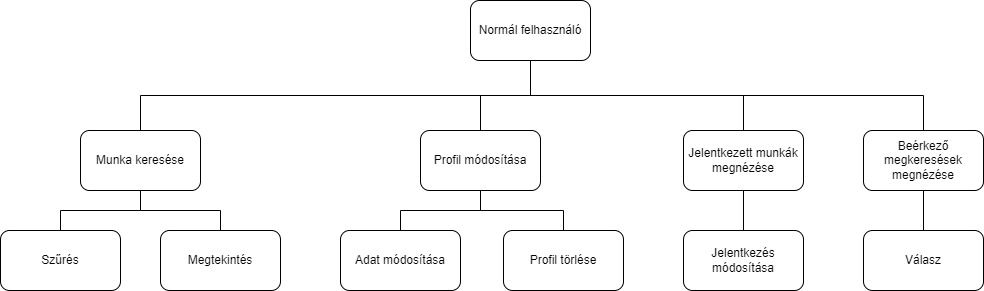 Normál felhasználó
Munka keresése
Profil módosítása
Jelentkezett munkák
megnézése
Beérkező
megkeresések
megnézése
Szűrés
Megtekintés
Adat módosítása
Profil törlése
Jelentkezés
módosítása
Válasz